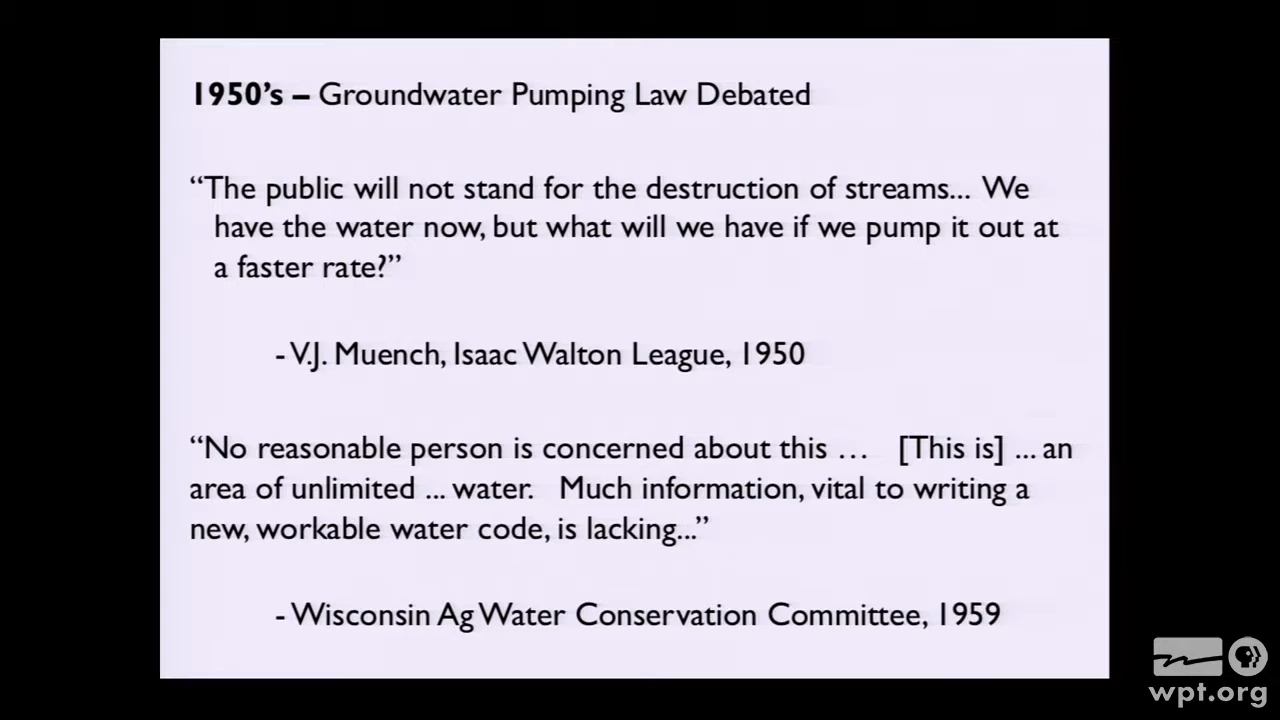 1950's – Groundwater Pumping Law Debated
“The public will not stand for the destruction of streams... We
have the water now, but what will we have if we pump it out at
a faster rate?”
- V.J. Muench, Isaac Walton League, 1950
“No reasonable person is concerned about this … [This is] ... an
area of unlimited ... water. Much information, vital to writing a
new, workable water code, is lacking...”
- Wisconsin Ag Water Conservation Committee, 1959
wpt.org